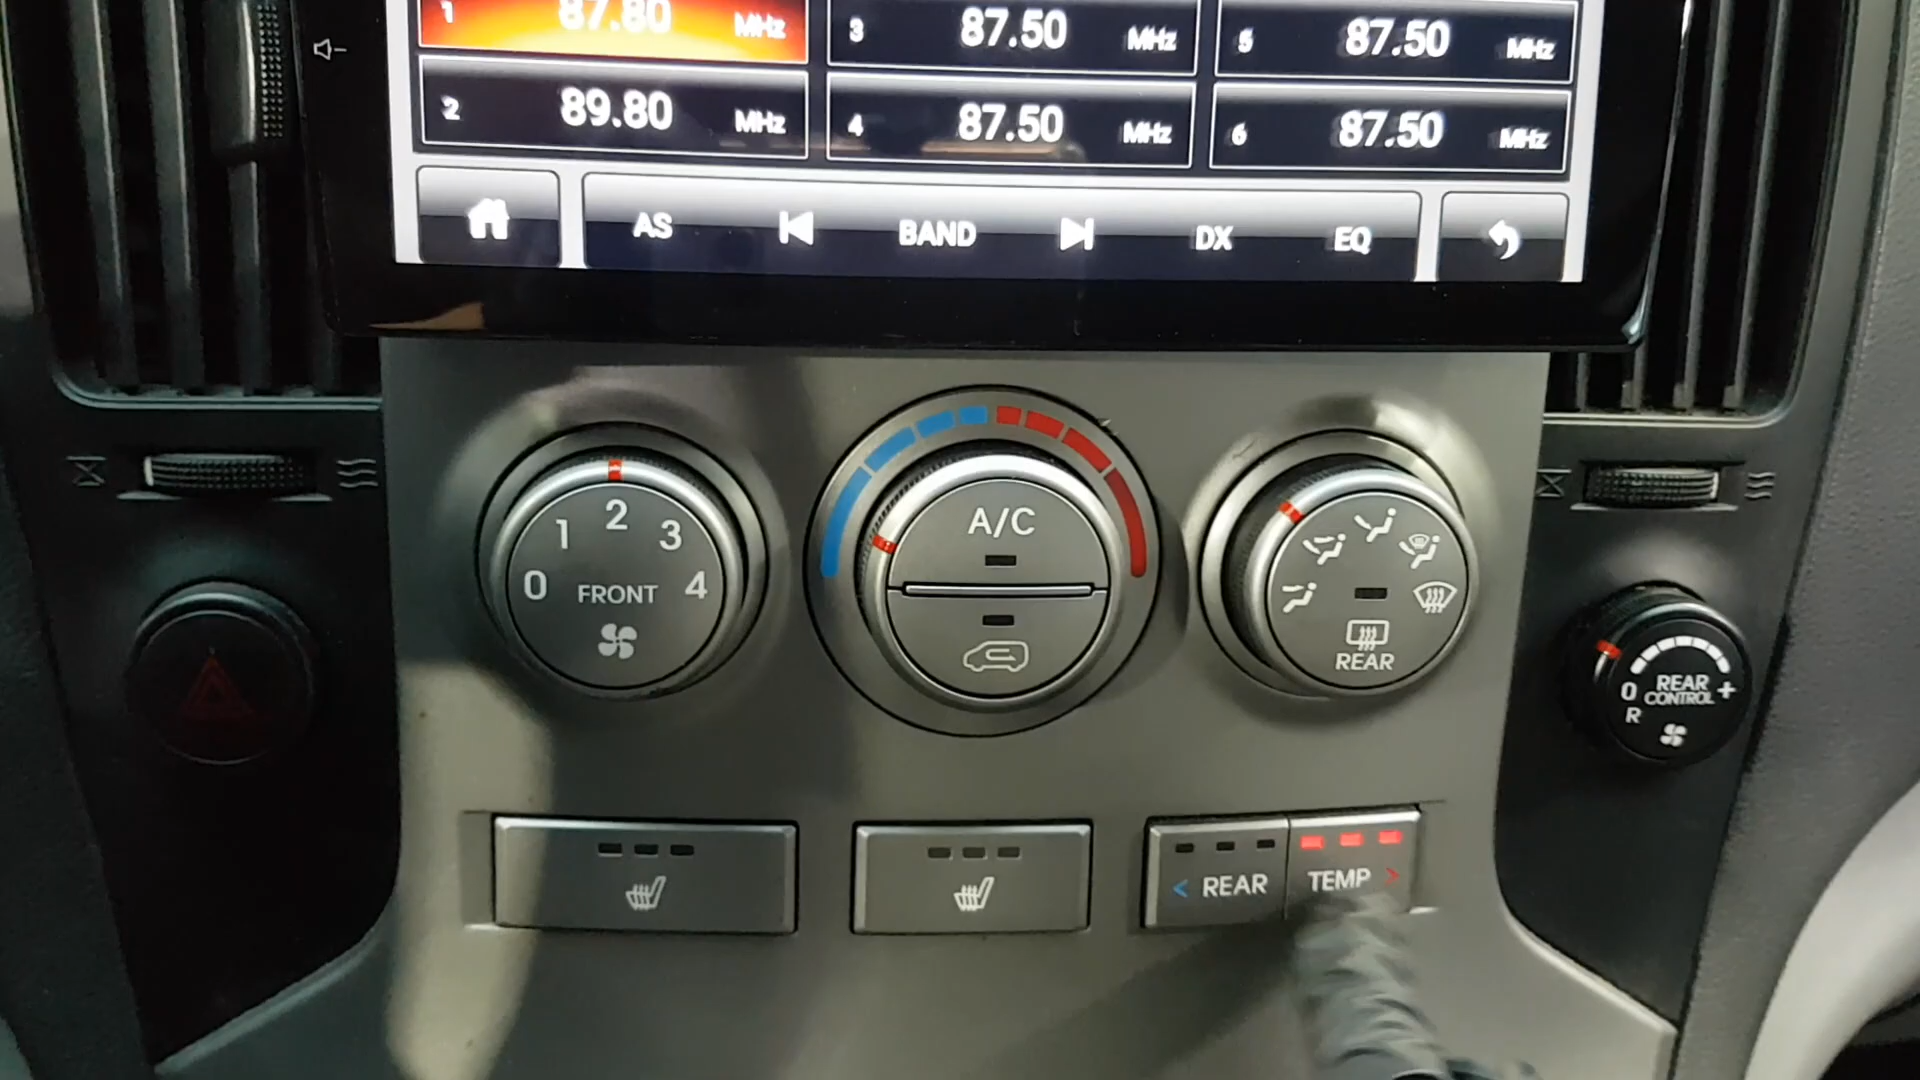 1 87.80 MHz
3 87.50 MHz
5 87.50 MHz
2 89.80 MHz
4 87.50 MHz
6 87.50 MHz
AS BAND DX EQ
0 1 2 3 4
FRONT
A/C
REAR
0 REAR +
CONTROL
R
< REAR
TEMP >